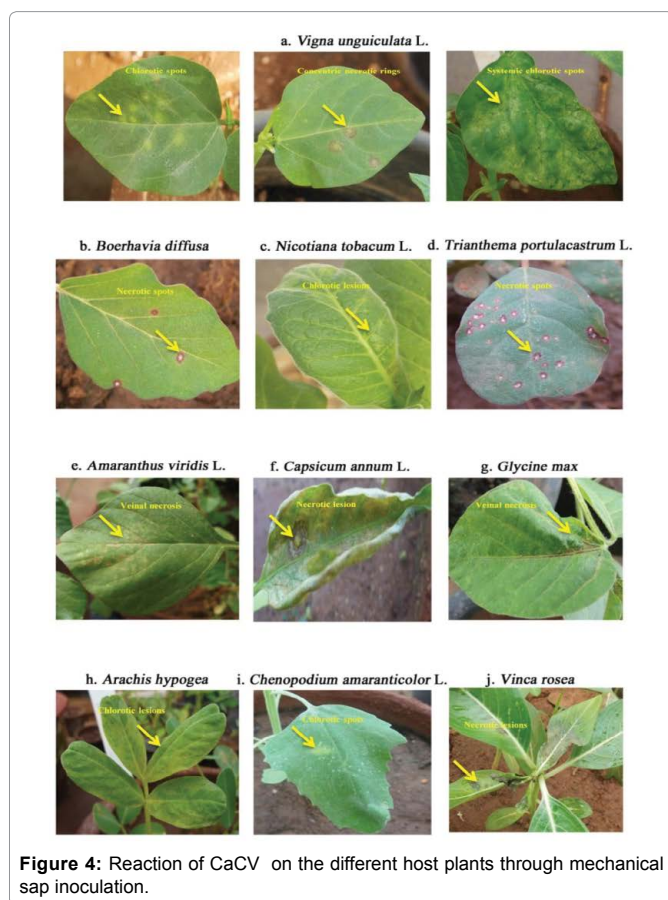 a. Vigna unguiculata L.
Chlorotic spots
Concentric necrotic rings
Systemic chlorotic spots
b. Boerhavia diffusa
c. Nicotiana tobacum L.
d. Trianthema portulacastrum L.
Necrotic spots
Chlorotic lesions
Necrotic spots
e. Amaranthus viridis L.
f. Capsicum annum L.
g. Glycine max
Veinal necrosis
Necrotic lesion
Veinal necrosis
h. Arachis hypogea
i. Chenopodium amaranticolor L.
j. Vinca rosea
Chlorotic lesions
Chlorotic spots
Necrotic lesions
Figure 4: Reaction of CaCV on the different host plants through mechanical
sap inoculation.